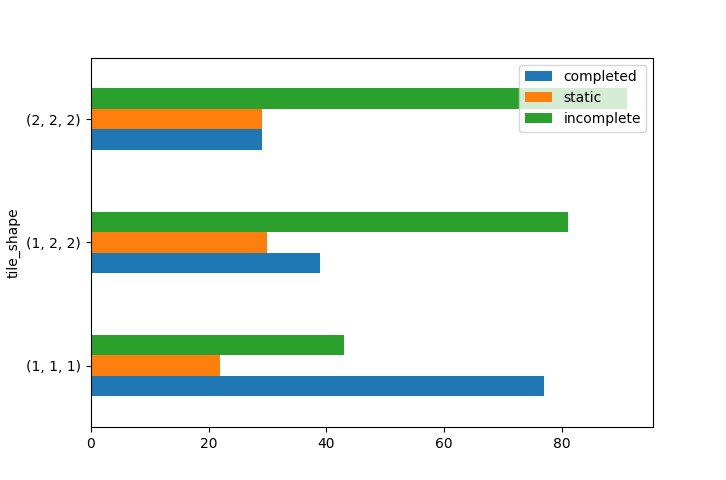 completed
static
incomplete
(2, 2, 2)
(1, 2, 2)
(1, 1, 1)
tile_shape
0 20 40 60 80